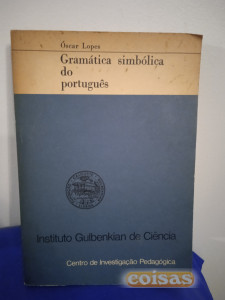 Óscar Lopes
Gramática simbólica
do
português
Instituto Gulbenkian de Ciência
Centro de Investigação Pedagógica
coisas